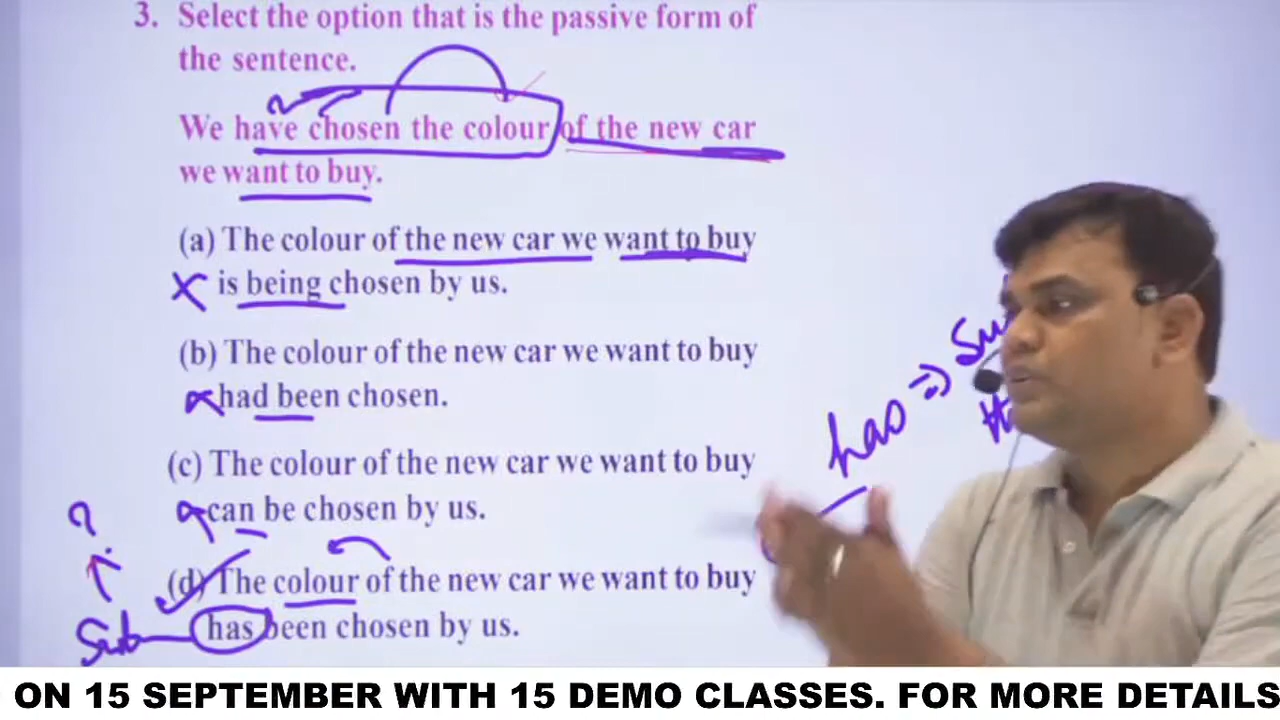 3. Select the option that is the passive form of
the sentence.
We have chosen the colour of the new car
we want to buy.
(a) The colour of the new car we want to buy
is being chosen by us.
(b) The colour of the new car we want to buy
had been chosen.
(c) The colour of the new car we want to buy
can be chosen by us.
(d) The colour of the new car we want to buy
has been chosen by us.
Sub
?
has =>
ON 15 SEPTEMBER WITH 15 DEMO CLASSES. FOR MORE DETAILS